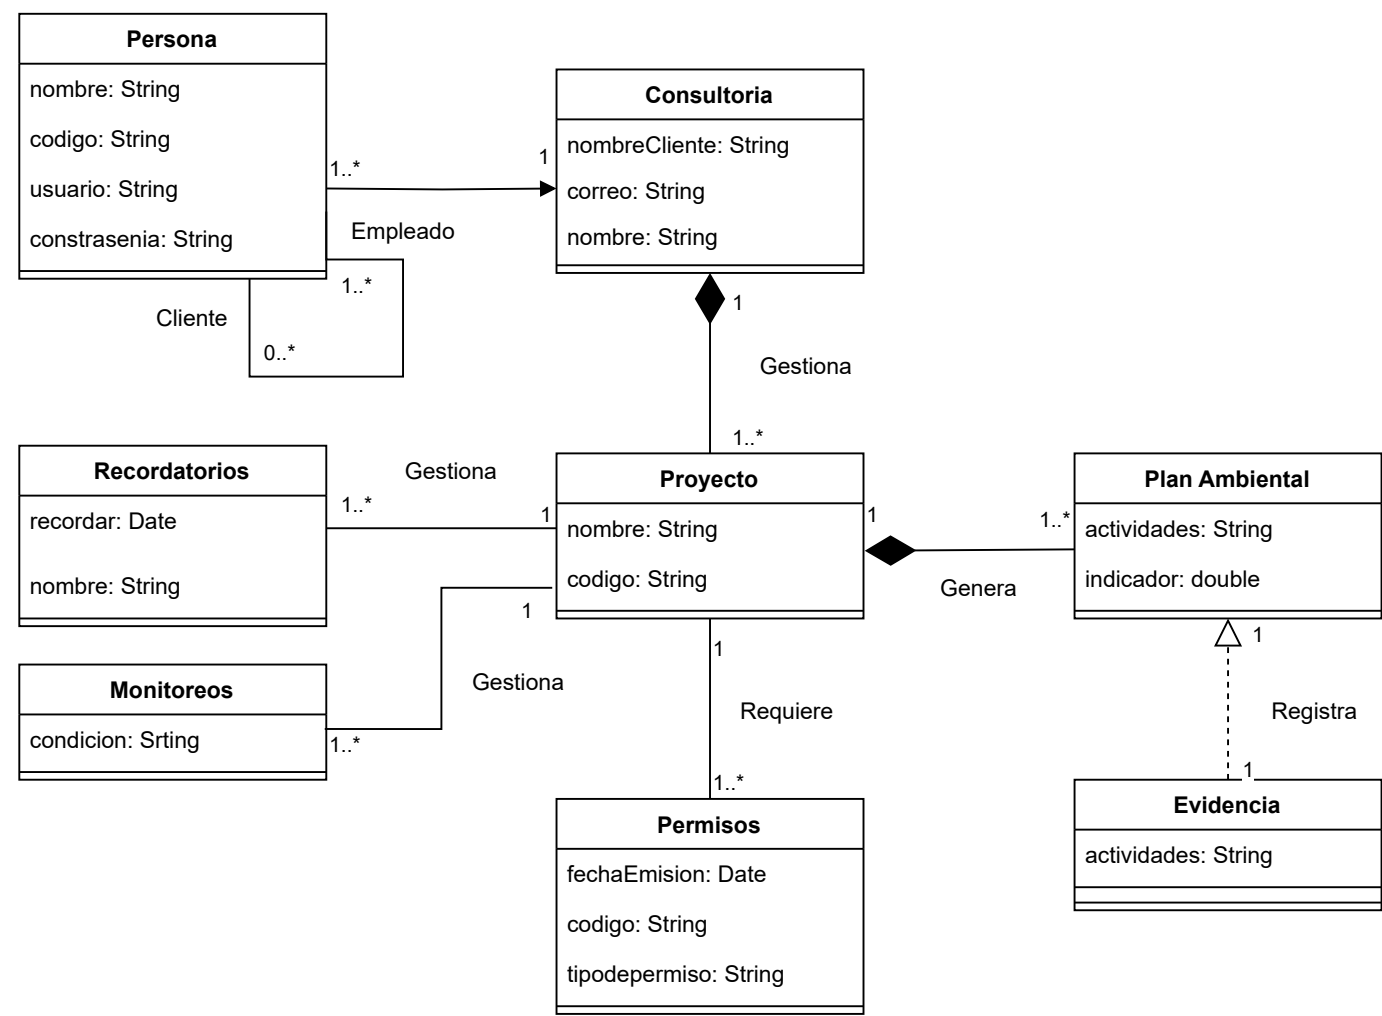 Persona
nombre: String
codigo: String
usuario: String
constrasenia: String
1..*
1
Empleado
1..*
Cliente
0..*
Consultoria
nombreCliente: String
correo: String
nombre: String
1
Gestiona
1..*
Recordatorios
recordar: Date
nombre: String
Gestiona
1..*
1
Proyecto
nombre: String
codigo: String
1
1..*
Genera
Plan Ambiental
actividades: String
indicador: double
Monitoreos
condicion: Srting
1
Gestiona
1..*
1
Requiere
1..*
1
Registra
1
Permisos
fechaEmision: Date
codigo: String
tipodepermiso: String
Evidencia
actividades: String